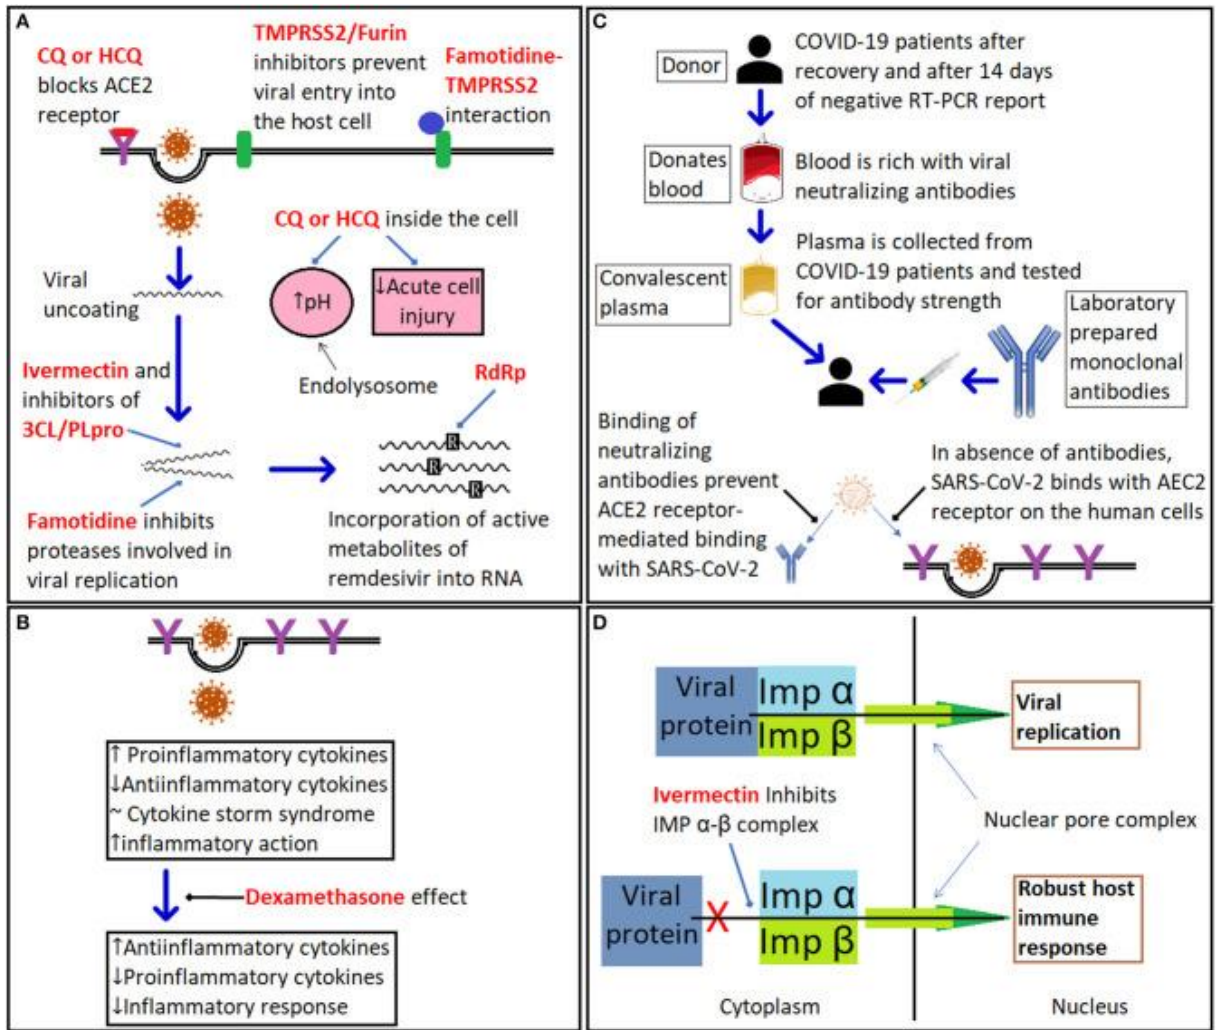 A
CQ or HCQ
blocks ACE2
receptor
TMPRSS2/Furin
inhibitors prevent
viral entry into
the host cell
Famotidine-
TMPRSS2
interaction
CQ or HCQ inside the cell
Viral
uncoating
↑pH
↓Acute cell
injury
Endolysosome
Ivermectin and
inhibitors of
3CL/PLpro
RdRp
R
R
R
Famotidine inhibits
proteases involved in
viral replication
Incorporation of active
metabolites of
remdesivir into RNA
B
↑ Proinflammatory cytokines
↓Antiinflammatory cytokines
~ Cytokine storm syndrome
↑inflammatory action
Dexamethasone effect
↑Antiinflammatory cytokines
↓Proinflammatory cytokines
↓Inflammatory response
C
Donor
COVID-19 patients after
recovery and after 14 days
of negative RT-PCR report
Donates
blood
Blood is rich with viral
neutralizing antibodies
Convalescent
plasma
Plasma is collected from
COVID-19 patients and tested
for antibody strength
Laboratory
prepared
monoclonal
antibodies
Binding of
neutralizing
antibodies prevent
ACE2 receptor-
mediated binding
with SARS-CoV-2
In absence of antibodies,
SARS-CoV-2 binds with AEC2
receptor on the human cells
D
Viral
protein
Imp α
Imp β
Viral
replication
Ivermectin Inhibits
IMP α-β complex
Nuclear pore complex
Viral
protein
X
Imp α
Imp β
Robust host
immune
response
Cytoplasm
Nucleus